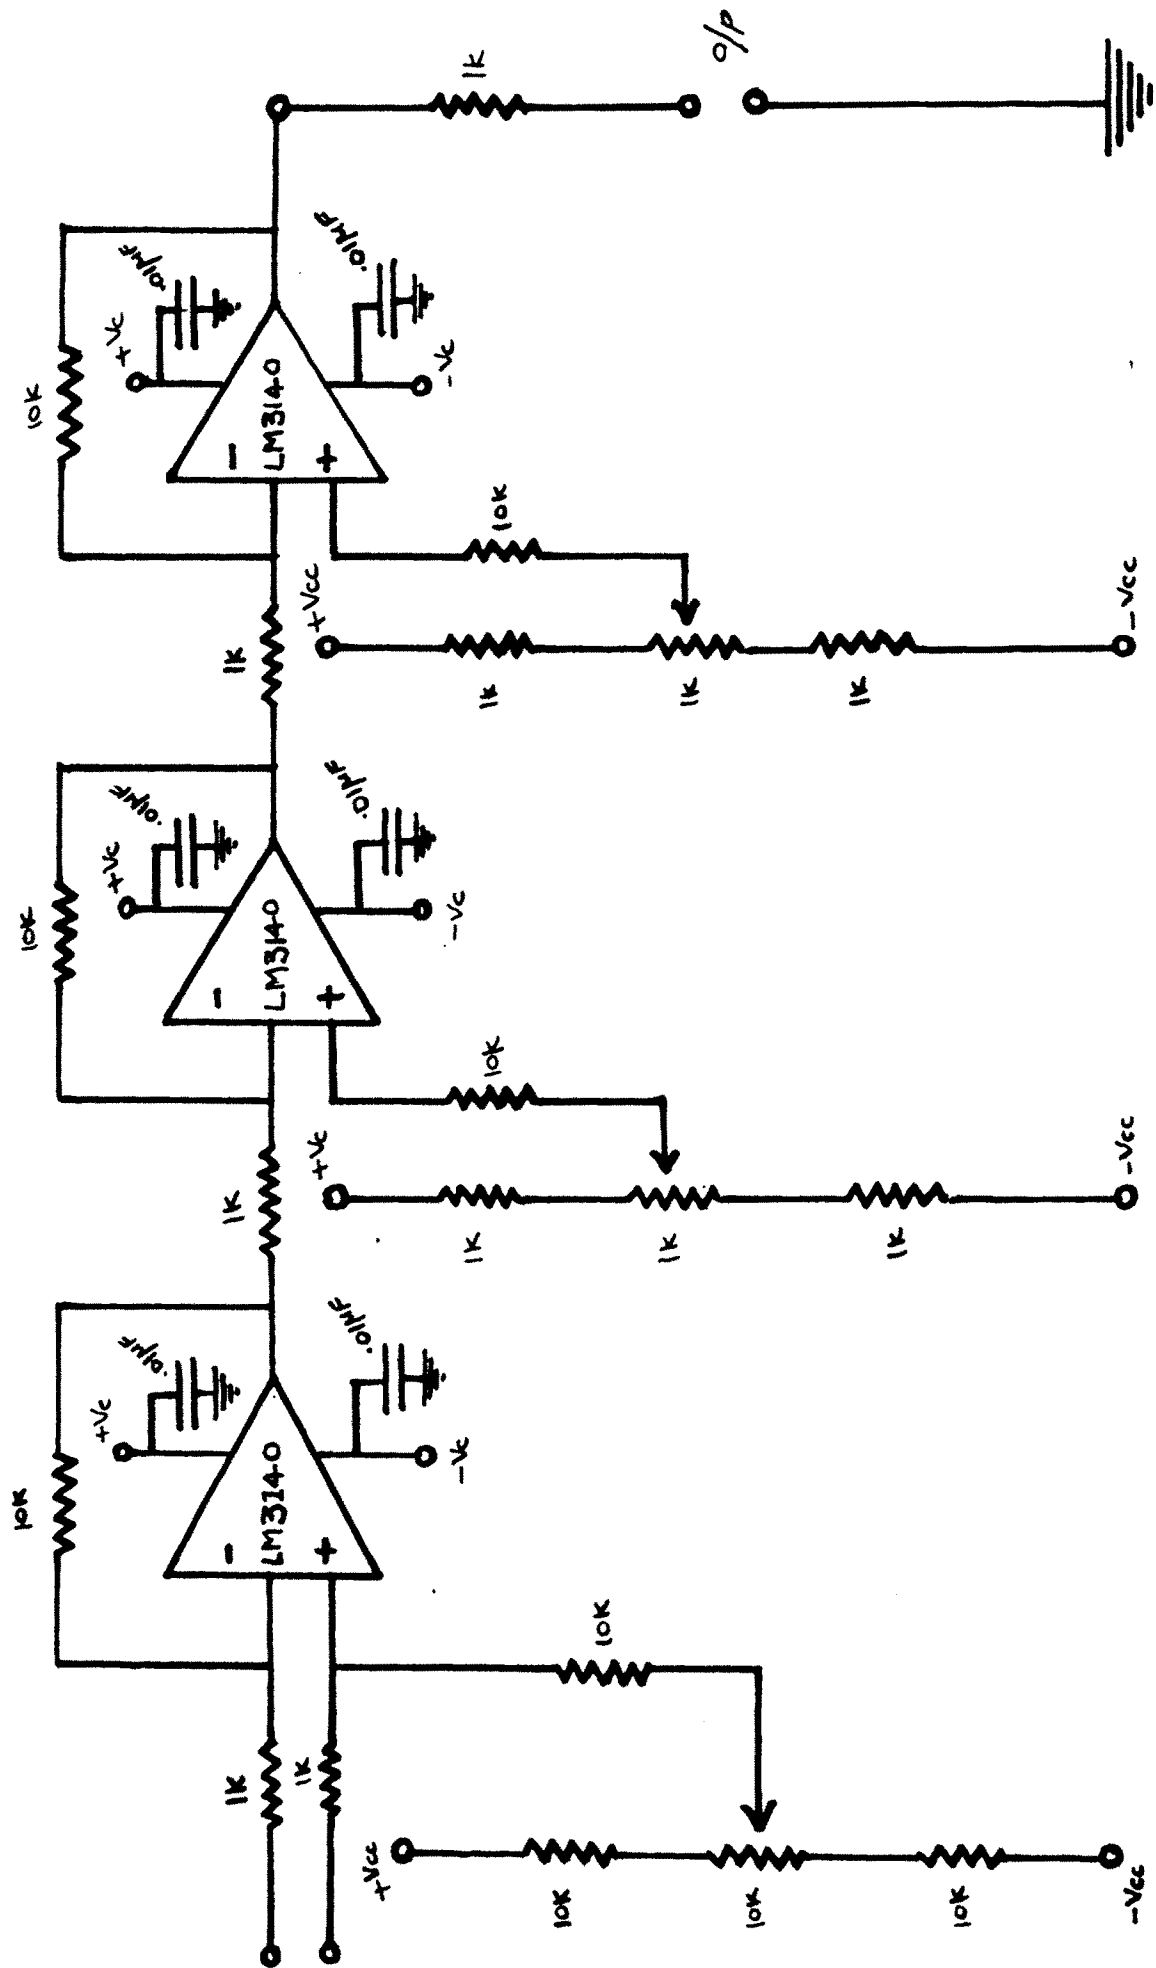 10K
10K
10K
+Vc
.01µF
+Vc
.01µF
+Vc
.01µF
1K
-
LM3140
+
1K
-
LM3140
+
1K
-
LM3140
+
1K
-Vc
.01µF
-Vc
.01µF
-Vc
.01µF
+Vcc
10K
+Vc
10K
+Vcc
10K
1K
10K
10K
10K
-Vcc
1K
1K
1K
-Vcc
1K
1K
1K
-Vcc
O/P